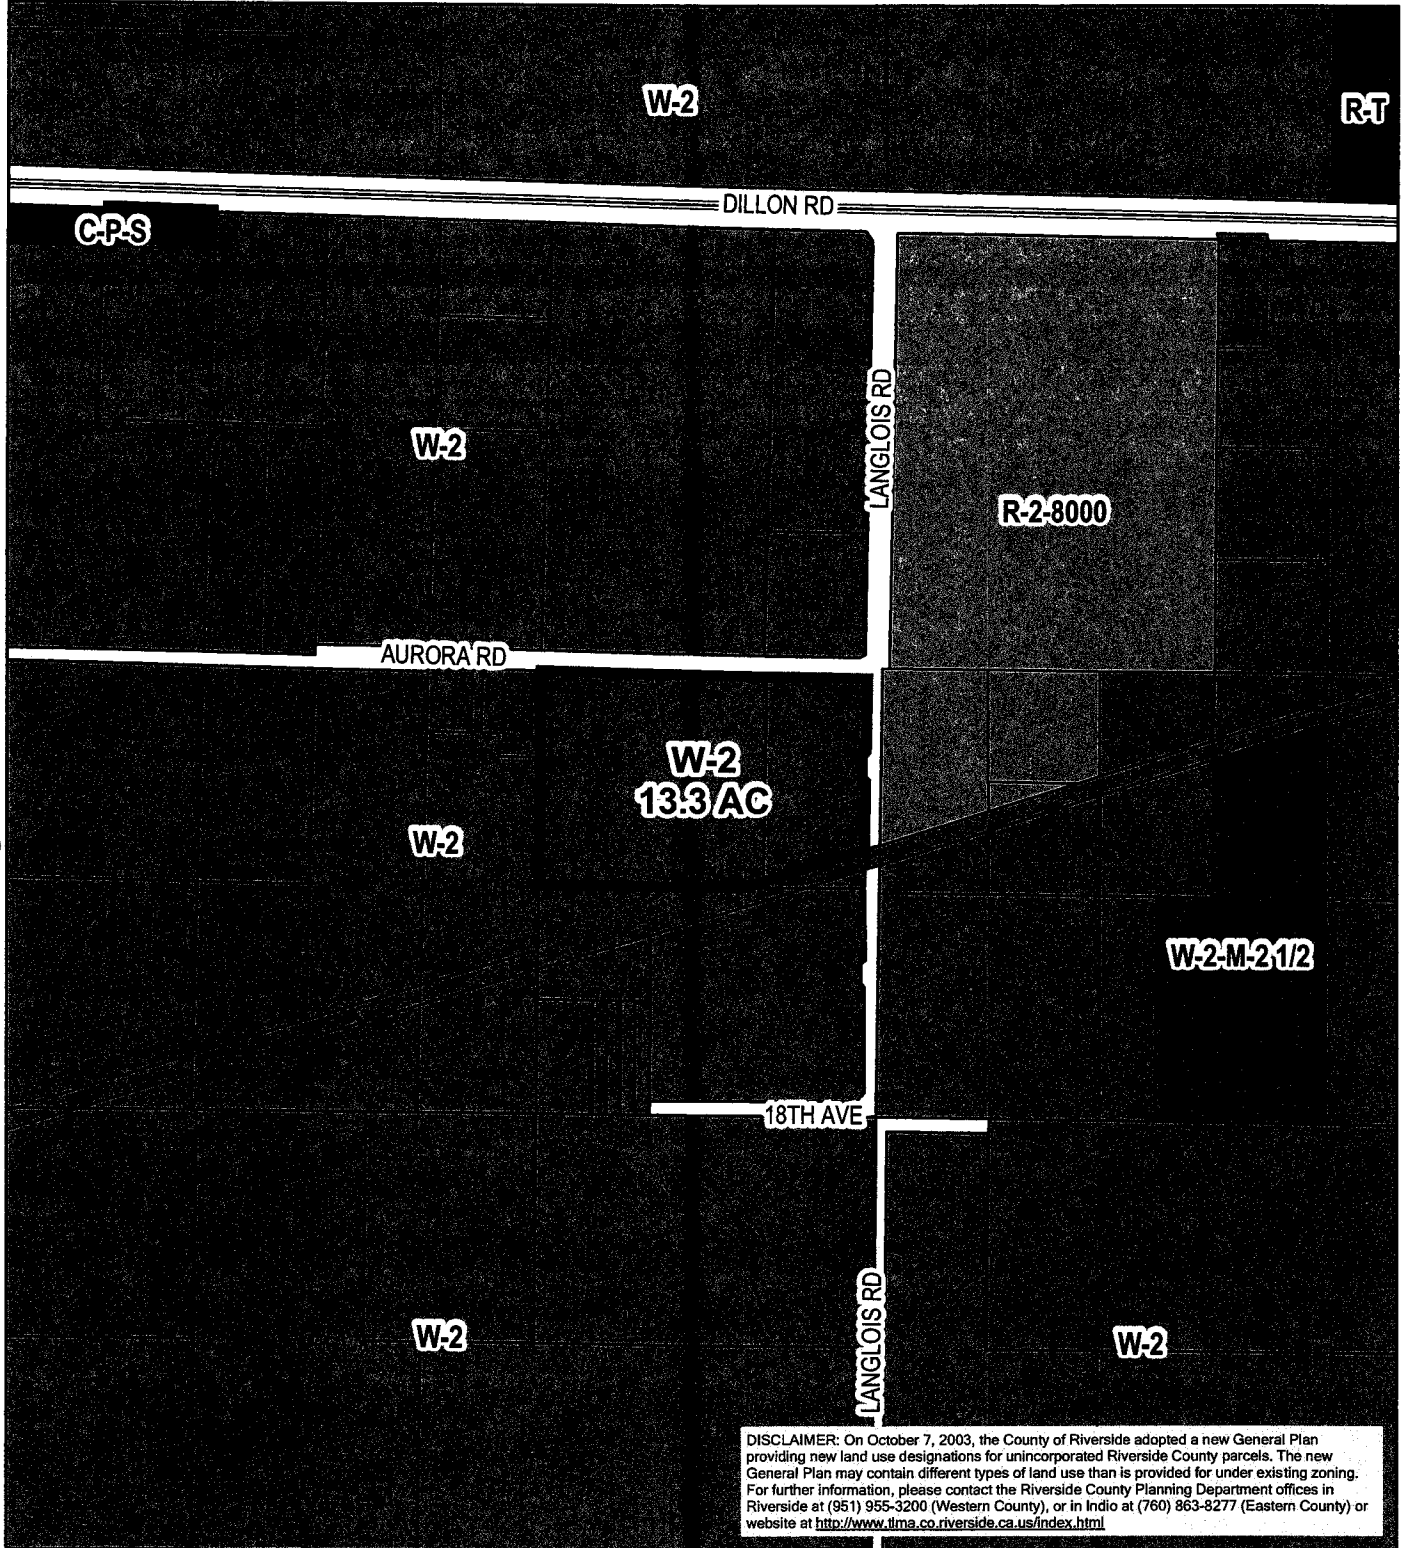 W-2
R-T
DILLON RD
C-P-S
LANGLOIS RD
W-2
R-2-8000
AURORA RD
W-2
13.3 AC
W-2
W-2-M-2 1/2
18TH AVE
LANGLOIS RD
W-2
W-2
DISCLAIMER: On October 7, 2003, the County of Riverside adopted a new General Plan
providing new land use designations for unincorporated Riverside County parcels. The new
General Plan may contain different types of land use than is provided for under existing zoning.
For further information, please contact the Riverside County Planning Department offices in
Riverside at (951) 955-3200 (Western County), or in Indio at (760) 863-8277 (Eastern County) or
website at http://www.tlma.co.riverside.ca.us/index.html